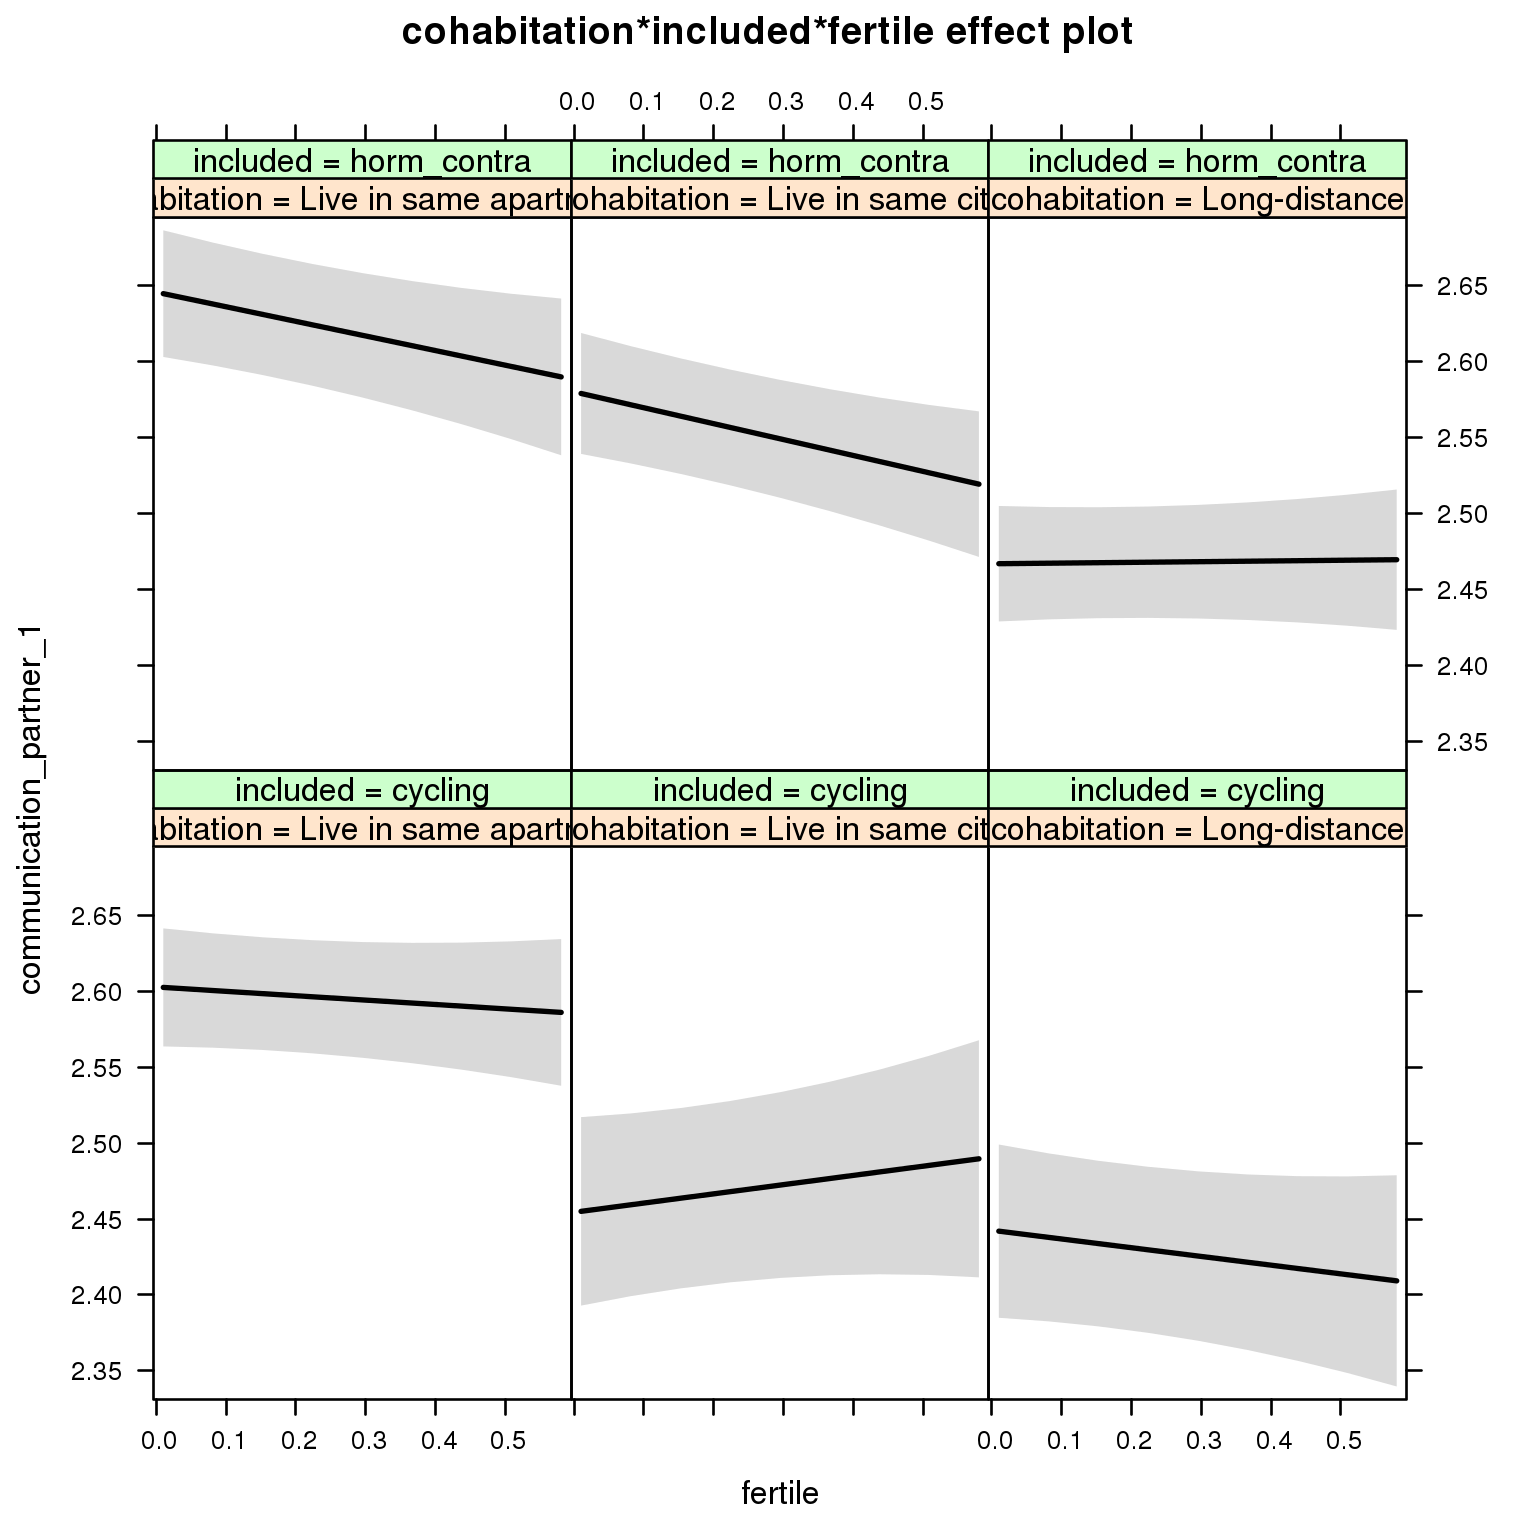 cohabitation*included*fertile effect plot
0.0 0.1 0.2 0.3 0.4 0.5
included = horm_contra included = horm_contra included = horm_contra
abitation = Live in same apartr ohabitation = Live in same cit cohabitation = Long-distance
2.65
2.60
2.55
2.50
2.45
2.40
2.35
communication_partner_1
included = cycling included = cycling included = cycling
abitation = Live in same apartr ohabitation = Live in same cit cohabitation = Long-distance
2.65
2.60
2.55
2.50
2.45
2.40
2.35
0.0 0.1 0.2 0.3 0.4 0.5 0.0 0.1 0.2 0.3 0.4 0.5
fertile